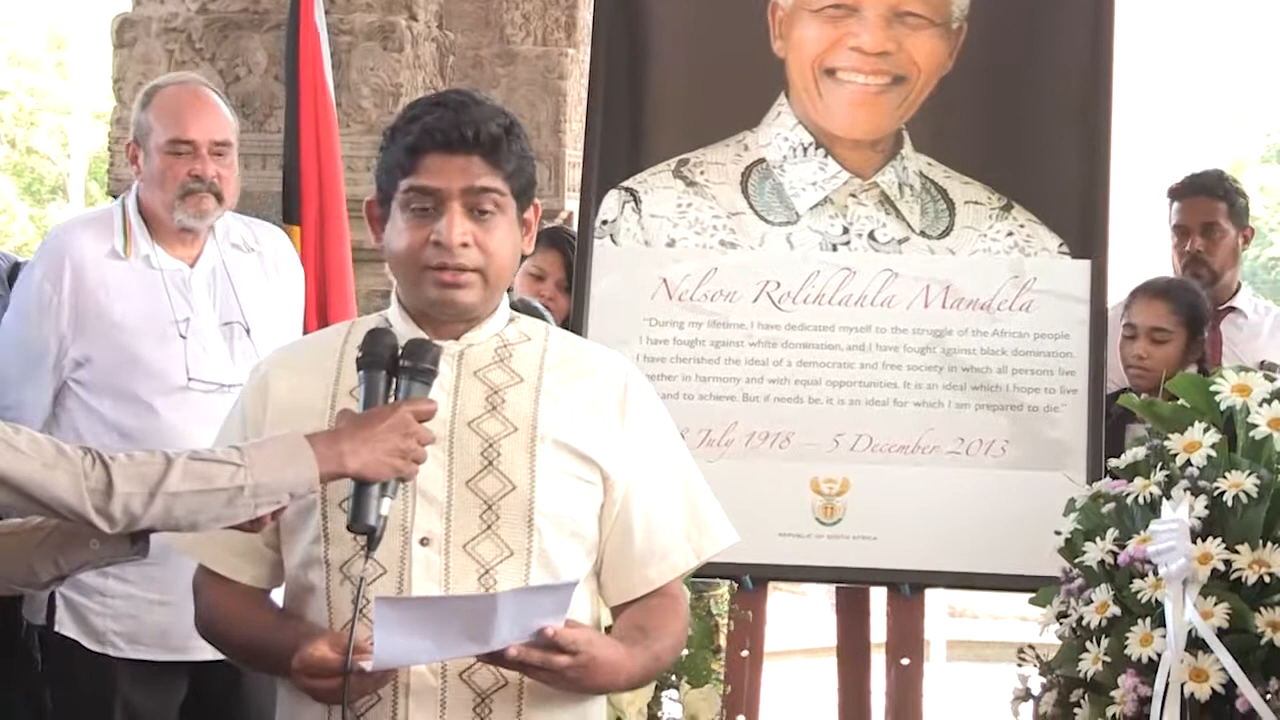 Nelson Rolihlahla Mandela
"During my lifetime, I have dedicated myself to the struggle of the African people.
I have fought against white domination, and I have fought against black domination.
I have cherished the ideal of a democratic and free society in which all persons live
gether in harmony and with equal opportunities. It is an ideal which I hope to live
and to achieve. But if needs be, it is an ideal for which I am prepared to die."
8 July 1918 – 5 December 2013
REPUBLIC OF SOUTH AFRICA